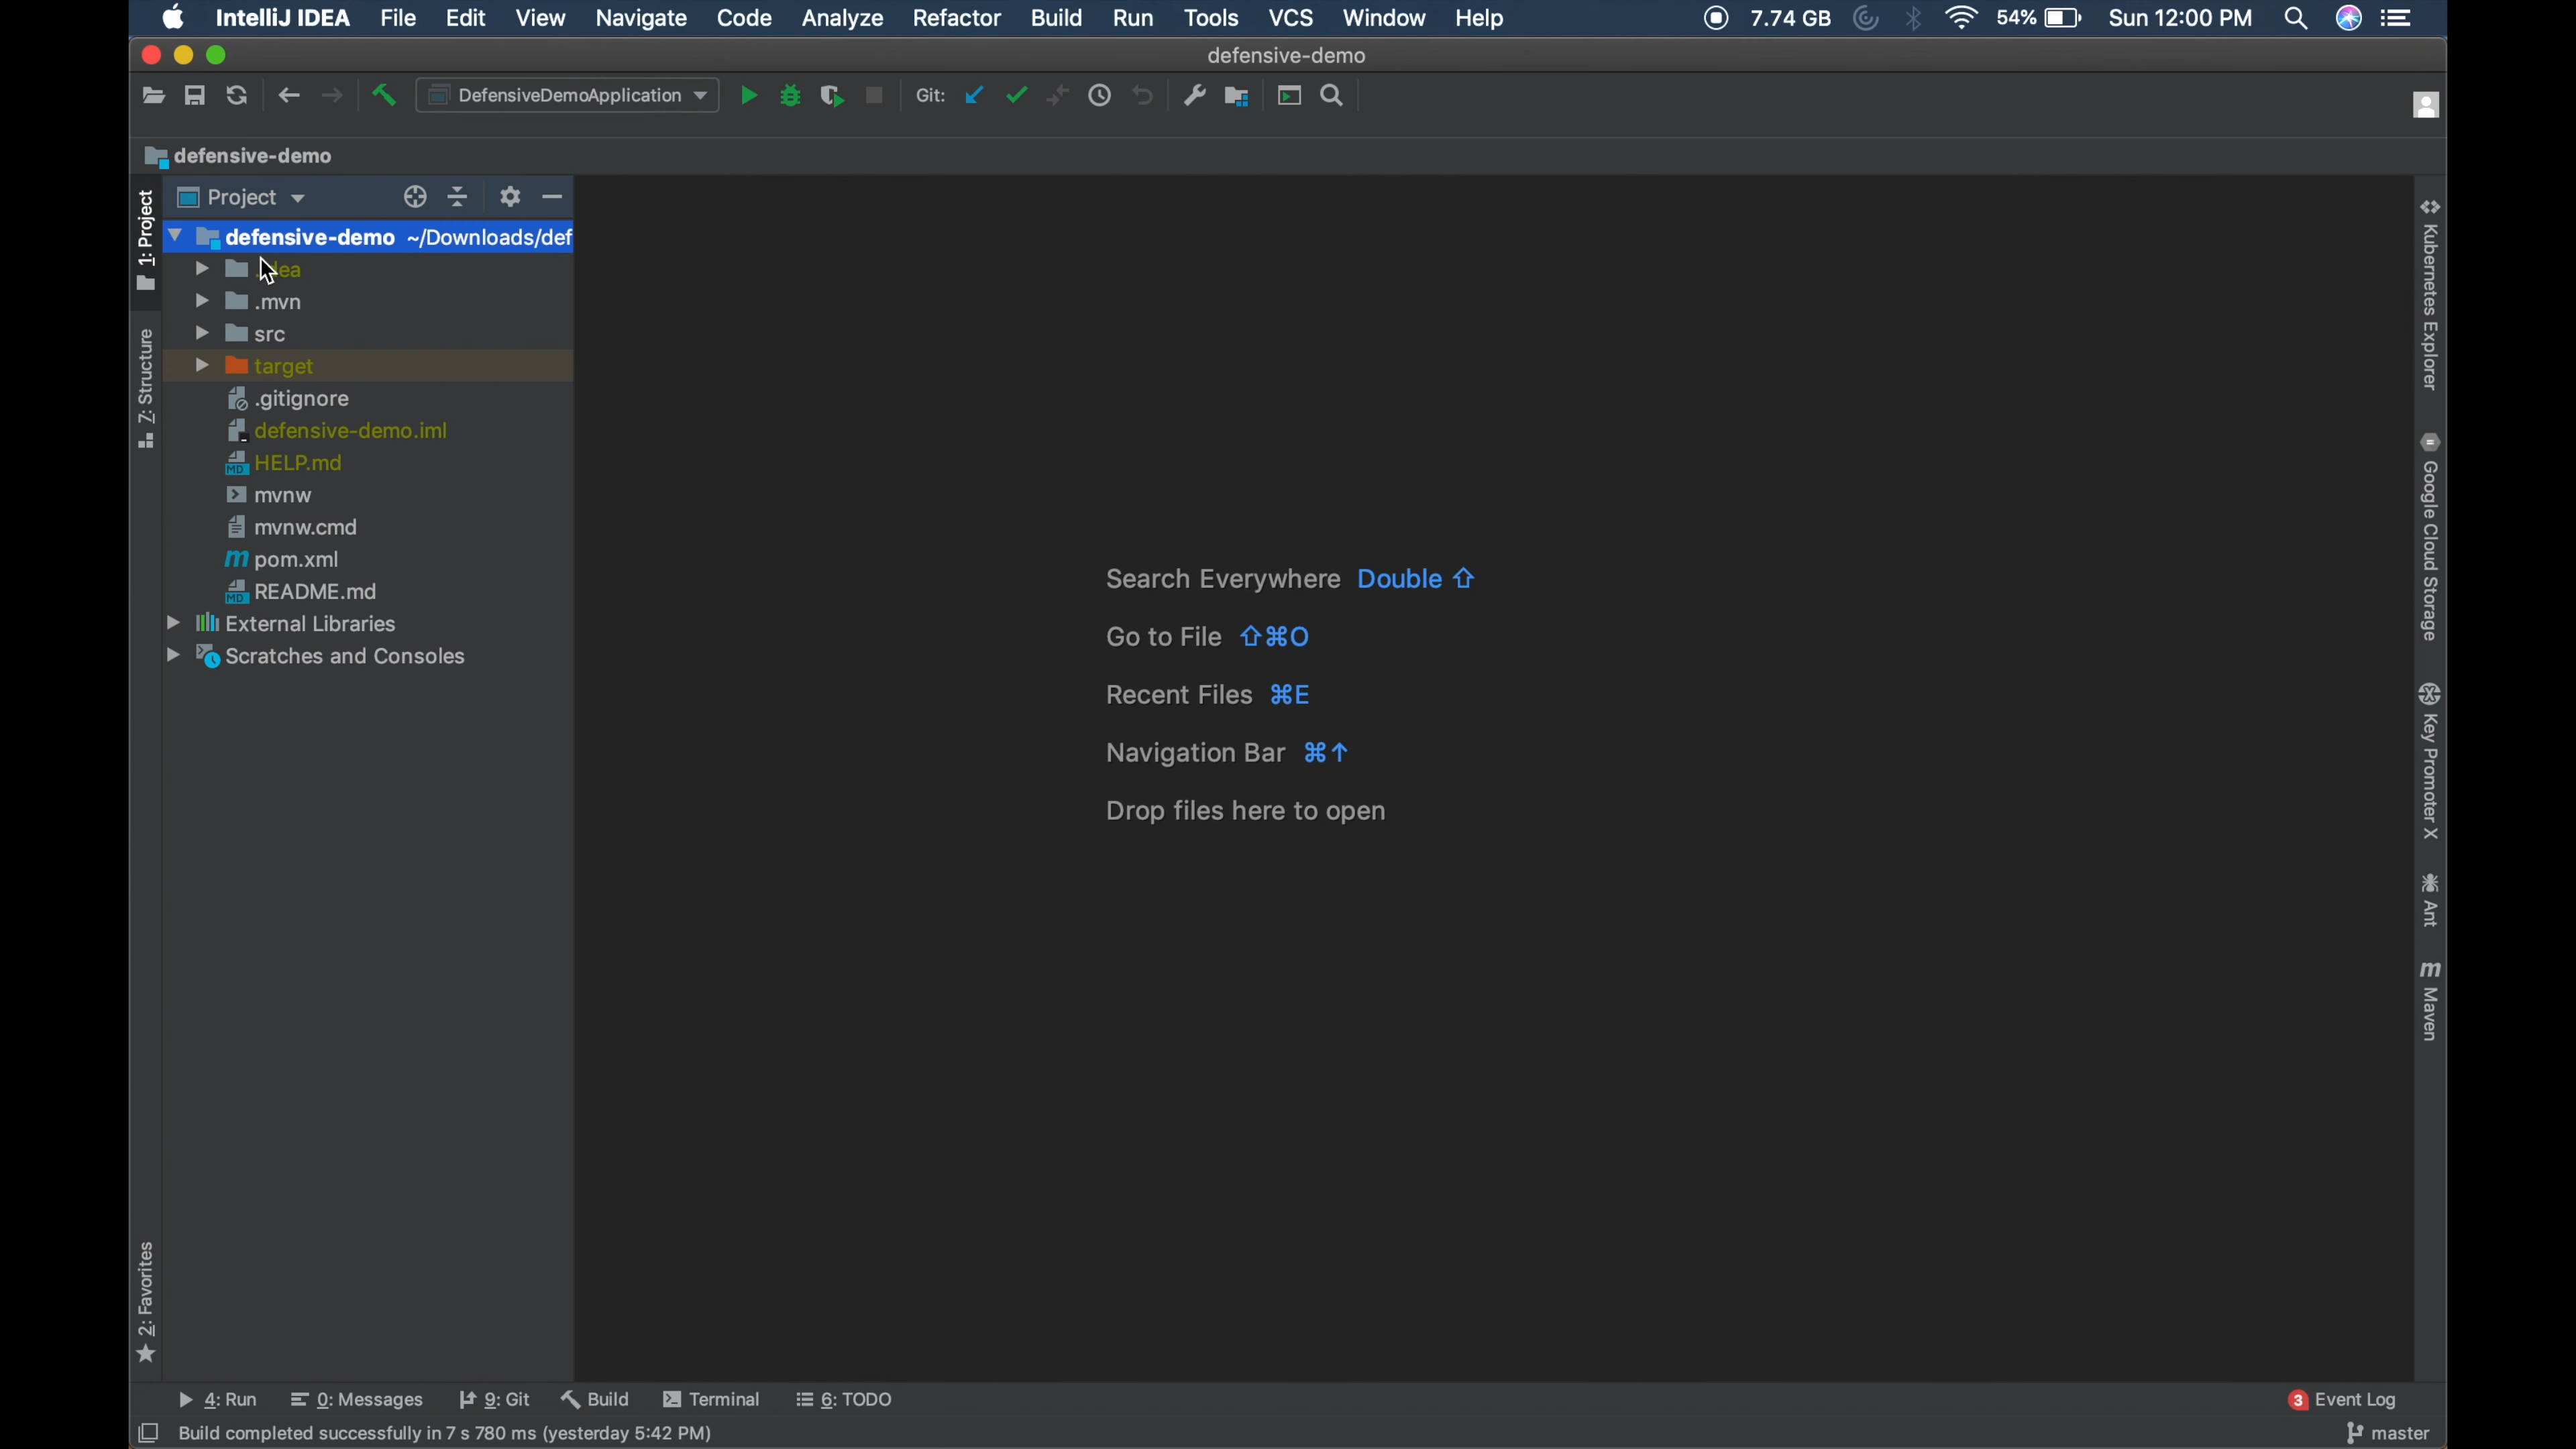 IntelliJ IDEA File Edit View Navigate Code Analyze Refactor Build Run Tools VCS Window Help 7.74 GB 54% Sun 12:00 PM
defensive-demo
DefensiveDemoApplication Git:
defensive-demo
Project
defensive-demo ~/Downloads/def
.mvn
src
target
.gitignore
defensive-demo.iml
HELP.md
mvnw
mvnw.cmd
pom.xml
README.md
External Libraries
Scratches and Consoles
1: Project
7: Structure
2: Favorites
Search Everywhere Double ⇧
Go to File ⇧⌘O
Recent Files ⌘E
Navigation Bar ⌘↑
Drop files here to open
Kubernetes Explorer
Google Cloud Storage
Key Promoter X
Ant
Maven
4: Run 0: Messages 9: Git Build Terminal 6: TODO 3 Event Log
Build completed successfully in 7 s 780 ms (yesterday 5:42 PM) master